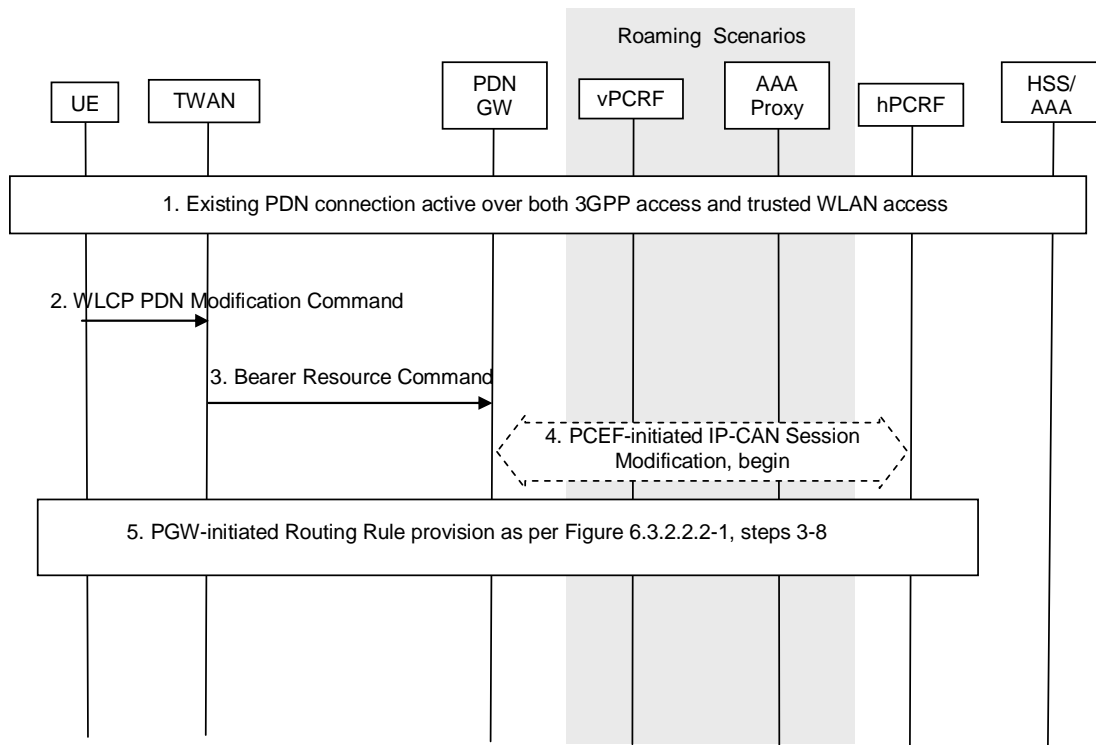 Roaming Scenarios
UE
TWAN
PDN
GW
vPCRF
AAA
Proxy
hPCRF
HSS/
AAA
1. Existing PDN connection active over both 3GPP access and trusted WLAN access
2. WLCP PDN Modification Command
3. Bearer Resource Command
4. PCEF-initiated IP-CAN Session
Modification, begin
5. PGW-initiated Routing Rule provision as per Figure 6.3.2.2.2-1, steps 3-8